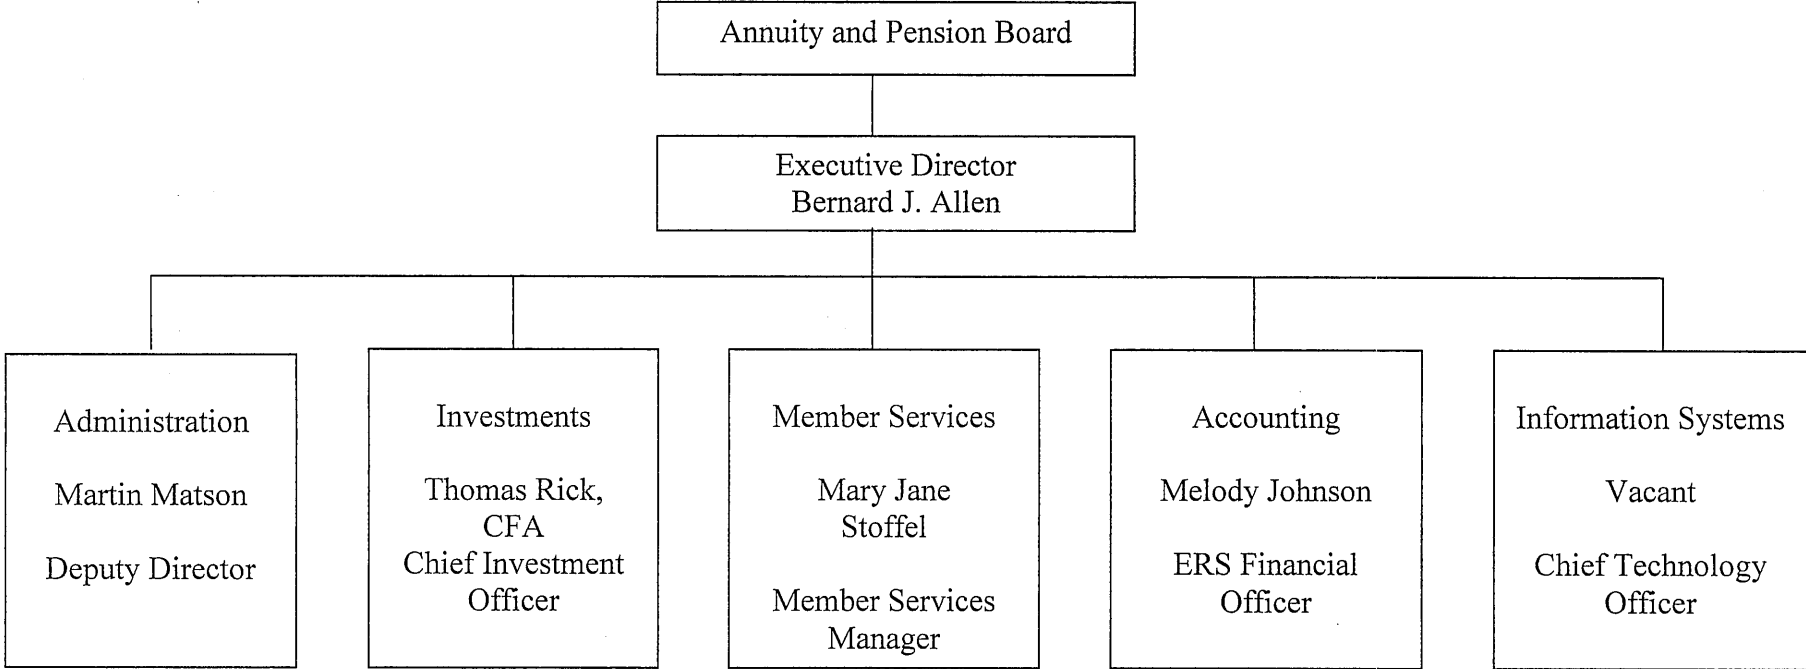 Annuity and Pension Board
Executive Director
Bernard J. Allen
Administration
Martin Matson
Deputy Director
Investments
Thomas Rick,
CFA
Chief Investment
Officer
Member Services
Mary Jane
Stoffel
Member Services
Manager
Accounting
Melody Johnson
ERS Financial
Officer
Information Systems
Vacant
Chief Technology
Officer